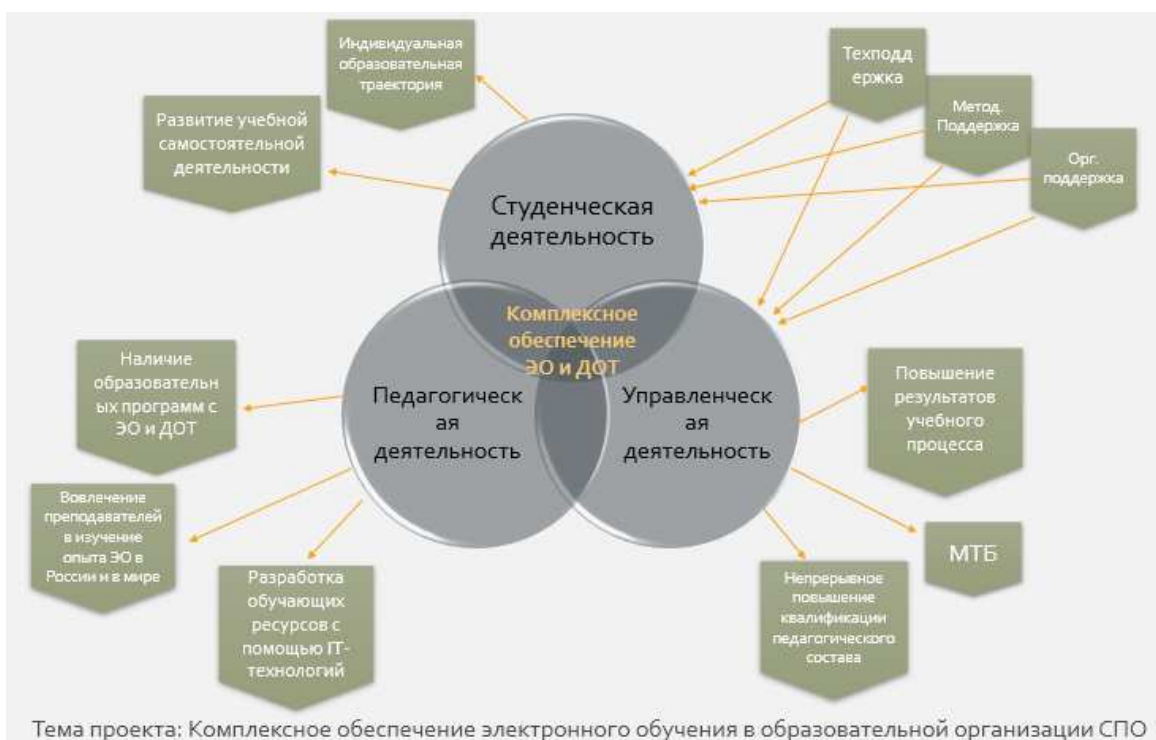 Индивидуальная
образовательная
траектория
Техподд
ержка
Метод.
Поддержка
Орг.
поддержка
Развитие учебной
самостоятельной
деятельности
Студенческая
деятельность
Комплексное
обеспечение
ЭО и ДОТ
Педагогическ
ая
деятельность
Управленческ
ая
деятельность
Наличие
образовательн
ых программ с
ЭО и ДОТ
Вовлечение
преподавателей
в изучение
опыта ЭО в
России и в мире
Разработка
обучающих
ресурсов с
помощью IT-
технологий
Повышение
результатов
учебного
процесса
МТБ
Непрерывное
повышение
квалификации
педагогического
состава
Тема проекта: Комплексное обеспечение электронного обучения в образовательной организации СПО